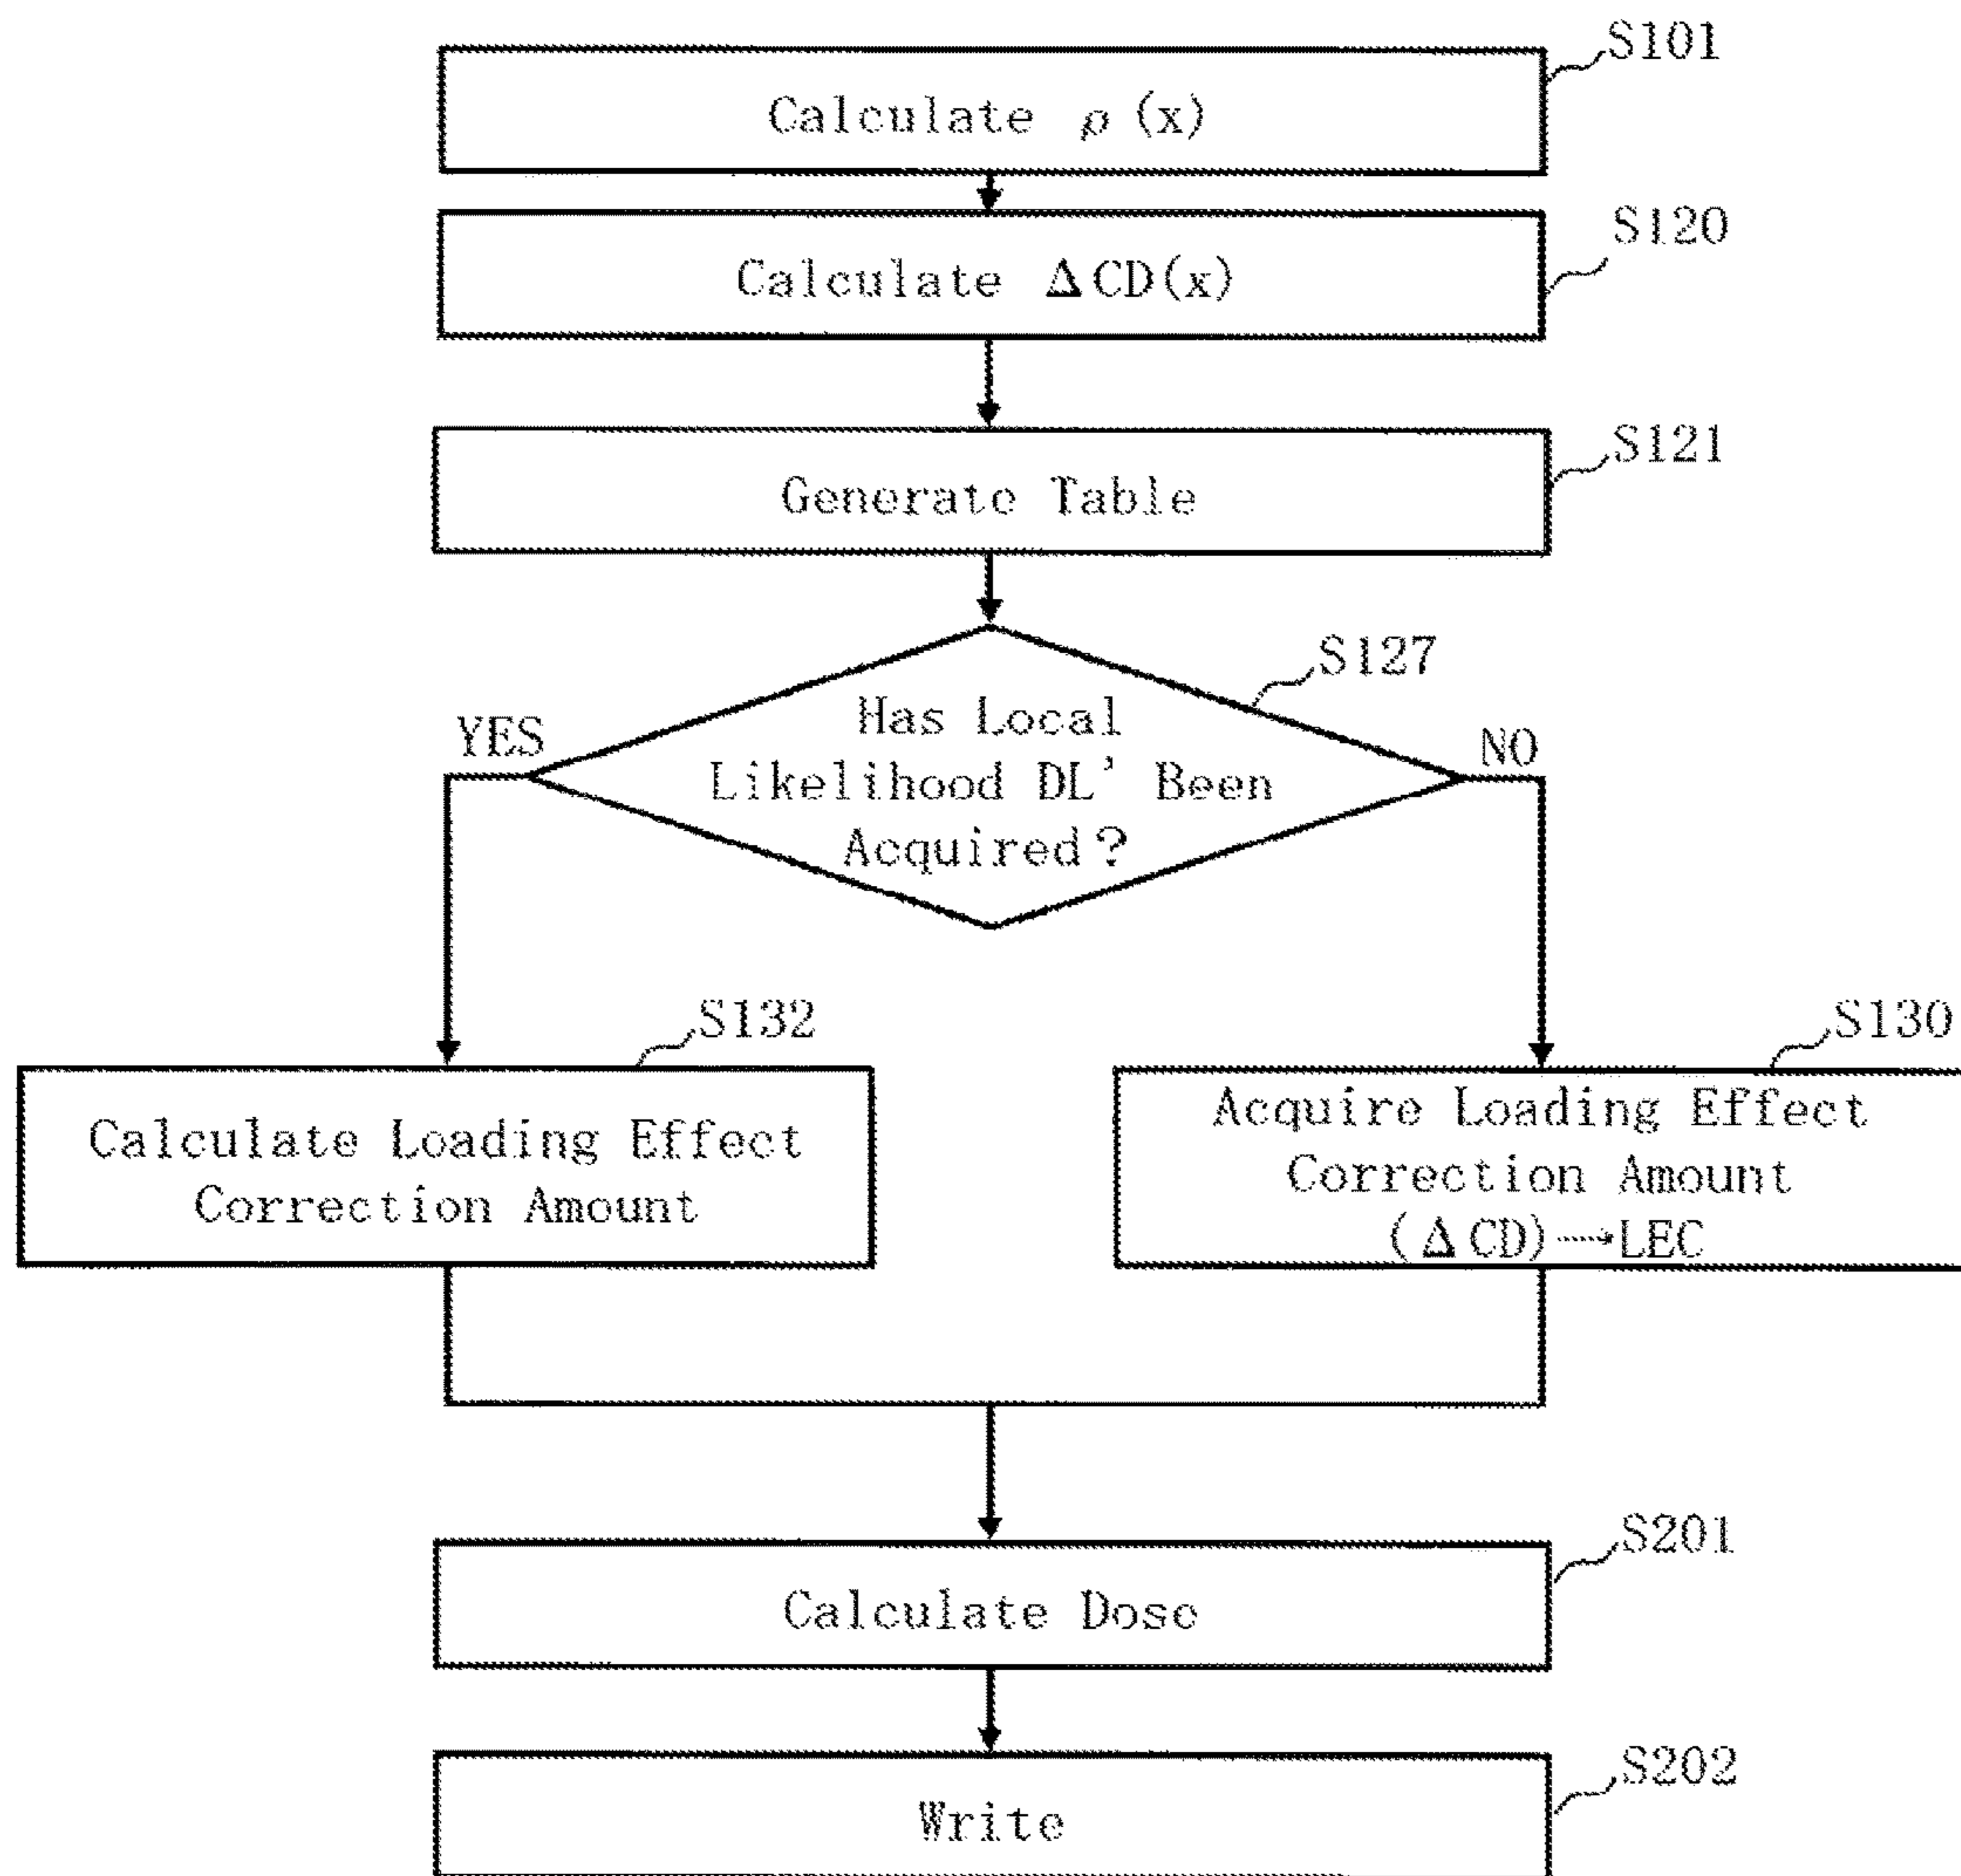 S101
Calculate ρ (x)
S120
Calculate ΔCD(x)
S121
Generate Table
S127
YES
Has Local
NO
Likelihood DL' Been
Acquired?
S132
S130
Calculate Loading Effect
Correction Amount
Acquire Loading Effect
Correction Amount
(ΔCD)→LEC
S201
Calculate Dose
S202
Write